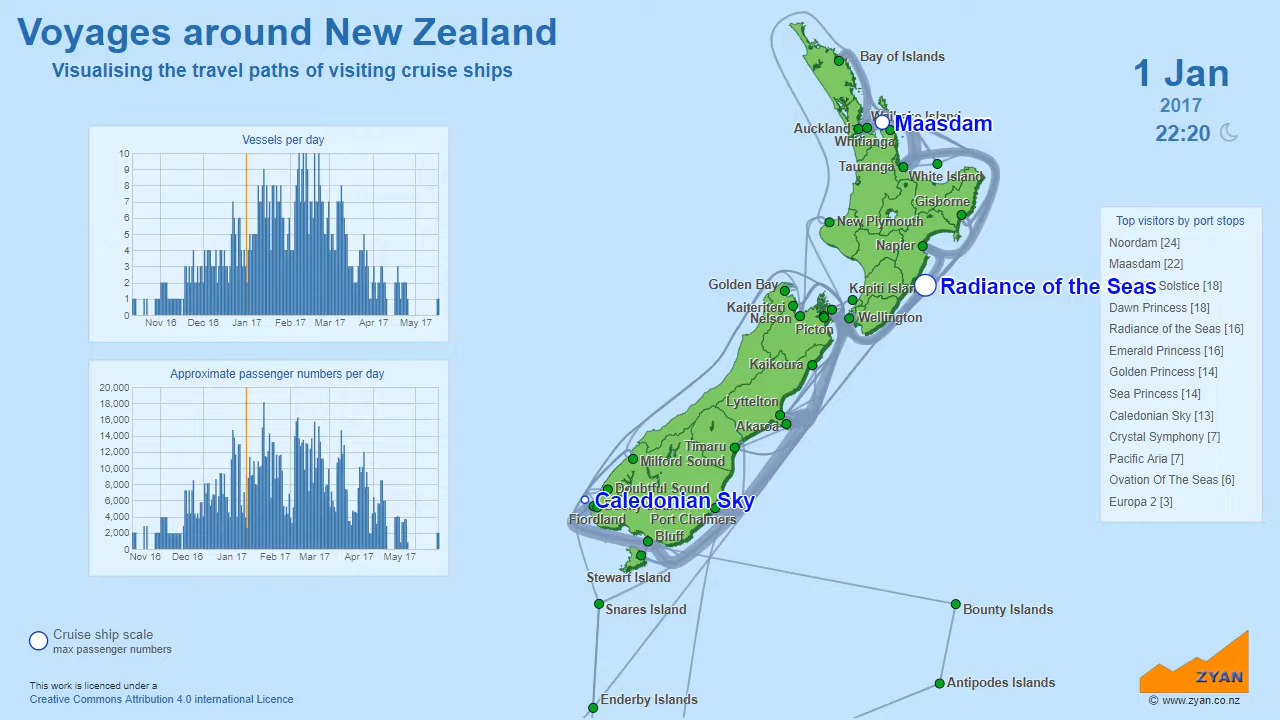 Voyages around New Zealand
Visualising the travel paths of visiting cruise ships
1 Jan
2017
22:20
Vessels per day
10
9
8
7
6
5
4
3
2
1
0
Nov 16 Dec 16 Jan 17 Feb 17 Mar 17 Apr 17 May 17
Approximate passenger numbers per day
20,000
18,000
16,000
14,000
12,000
10,000
8,000
6,000
4,000
2,000
0
Nov 16 Dec 16 Jan 17 Feb 17 Mar 17 Apr 17 May 17
Cruise ship scale
max passenger numbers
This work is licenced under a
Creative Commons Attribution 4.0 international Licence
Bay of Islands
Auckland
Maasdam
Whitianga
Tauranga
White Island
Gisborne
New Plymouth
Napier
Golden Bay
Radiance of the Seas
Kaiteriteri
Nelson
Wellington
Picton
Kaikoura
Lyttelton
Akaroa
Timaru
Milford Sound
Doubtful Sound
Caledonian Sky
Fiordland
Port Chalmers
Bluff
Stewart Island
Snares Island
Bounty Islands
Antipodes Islands
Enderby Islands
Top visitors by port stops
Noordam [24]
Maasdam [22]
Solstice [18]
Dawn Princess [18]
Radiance of the Seas [16]
Emerald Princess [16]
Golden Princess [14]
Sea Princess [14]
Caledonian Sky [13]
Crystal Symphony [7]
Pacific Aria [7]
Ovation Of The Seas [6]
Europa 2 [3]
ZYAN
© www.zyan.co.nz